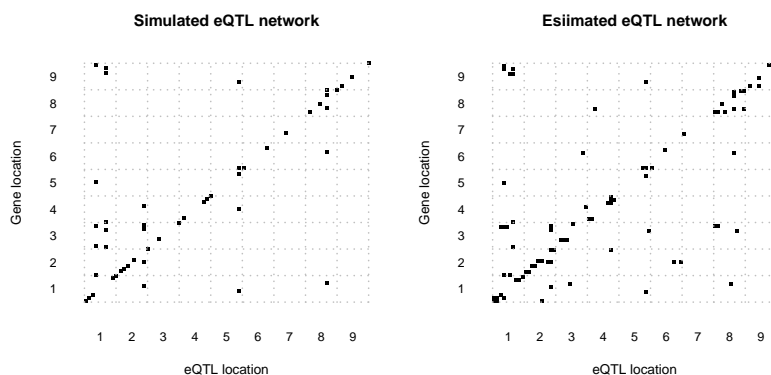 Simulated eQTL network
Gene location
9
8
7
6
5
4
3
2
1
1 2 3 4 5 6 7 8 9
eQTL location
Esiimated eQTL network
Gene location
9
8
7
6
5
4
3
2
1
1 2 3 4 5 6 7 8 9
eQTL location